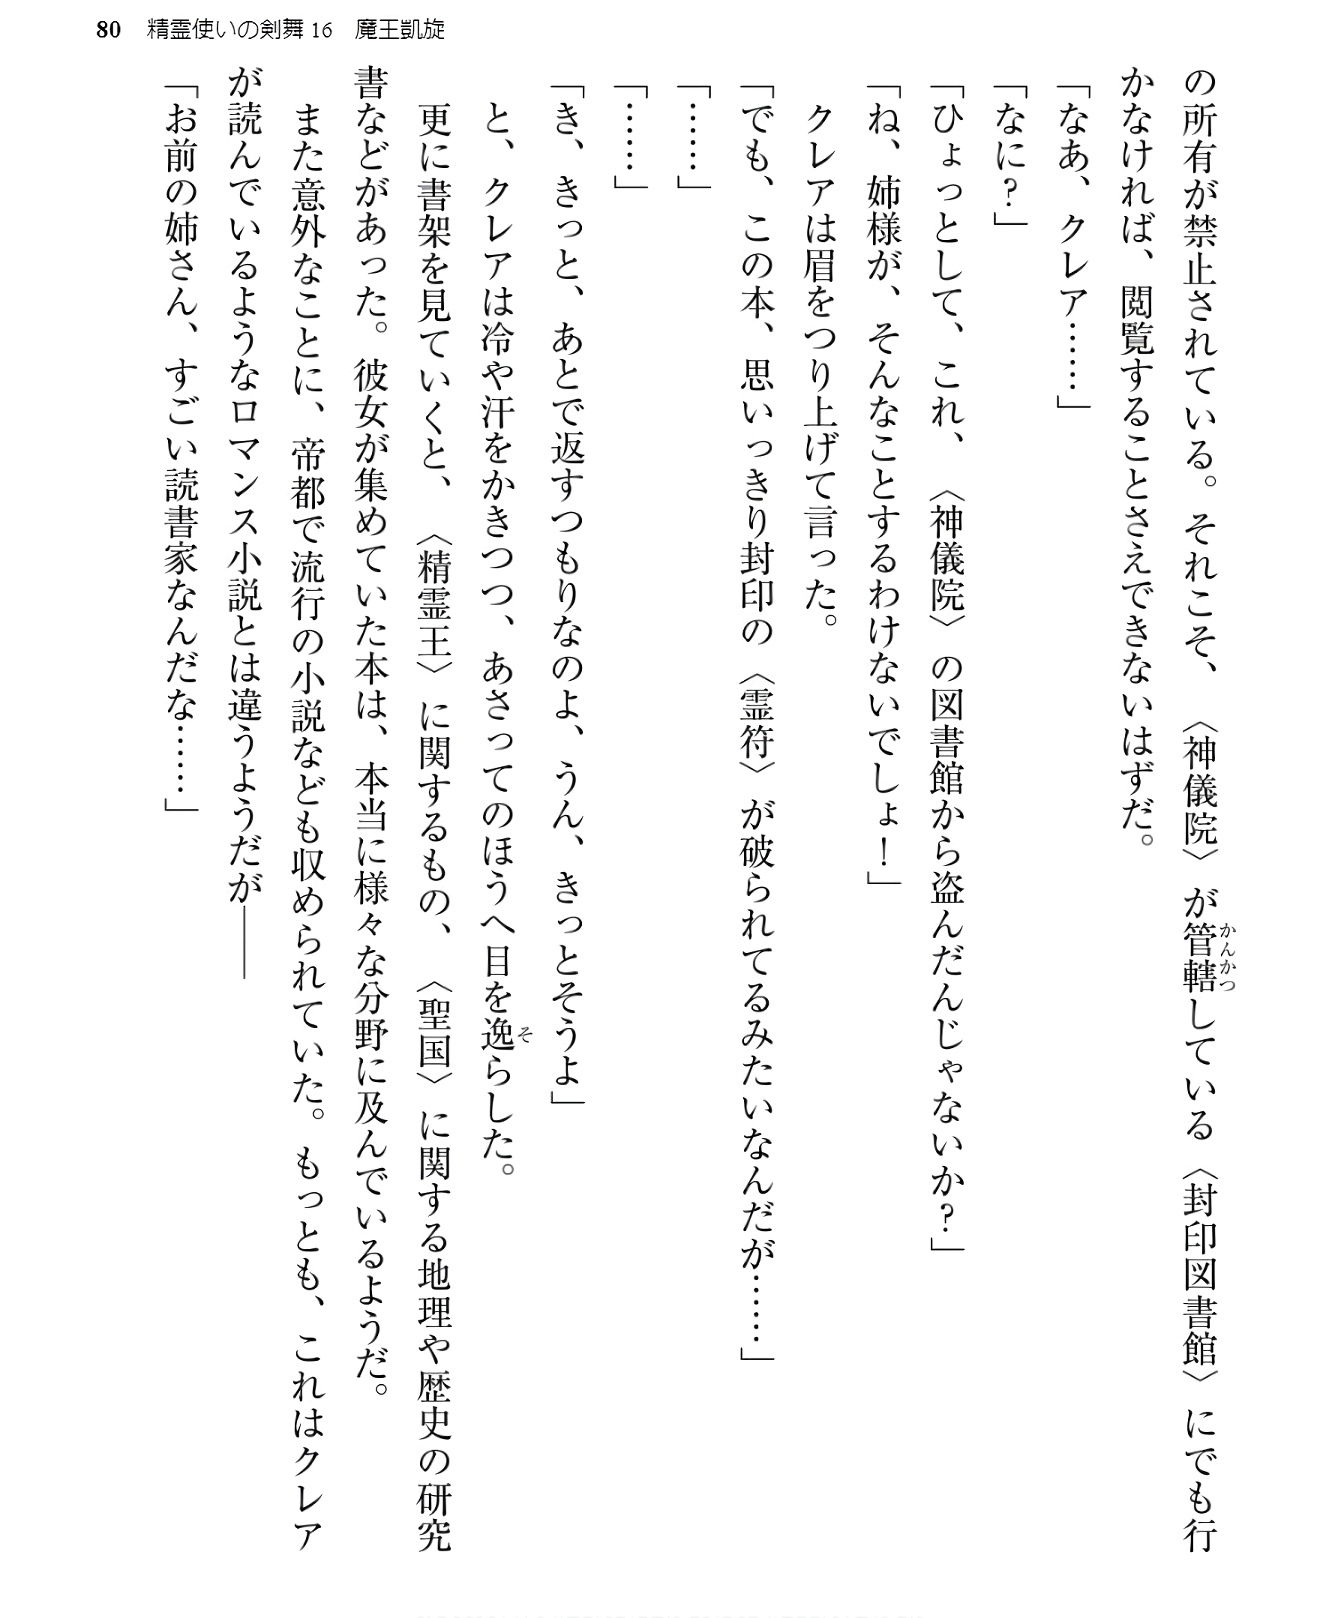 80 精霊使いの剣舞16 魔王凱旋
の所有が禁止されている。それこそ、〈神儀院〉が管轄している〈封印図書館〉にでも行
かんかつ
かなければ、閲覧することさえできないはずだ。
「なあ、クレア……」
「なに？」
「ひょっとして、これ、〈神儀院〉の図書館から盗んだんじゃないか？」
「ね、姉様が、そんなことするわけないでしょ！」
クレアは眉をつり上げて言った。
「でも、この本、思いっきり封印の〈霊符〉が破られてるみたいなんだが……」
「……」
「……」
「き、きっと、あとで返すつもりなのよ、うん、きっとそうよ」
と、クレアは冷や汗をかきつつ、あさってのほうへ目を逸らした。
そ
更に書架を見ていくと、〈精霊王〉に関するもの、〈聖国〉に関する地理や歴史の研究
書などがあった。彼女が集めていた本は、本当に様々な分野に及んでいるようだ。
また意外なことに、帝都で流行の小説なども収められていた。もっとも、これはクレア
が読んでいるようなロマンス小説とは違うようだが――
「お前の姉さん、すごい読書家なんだな……」